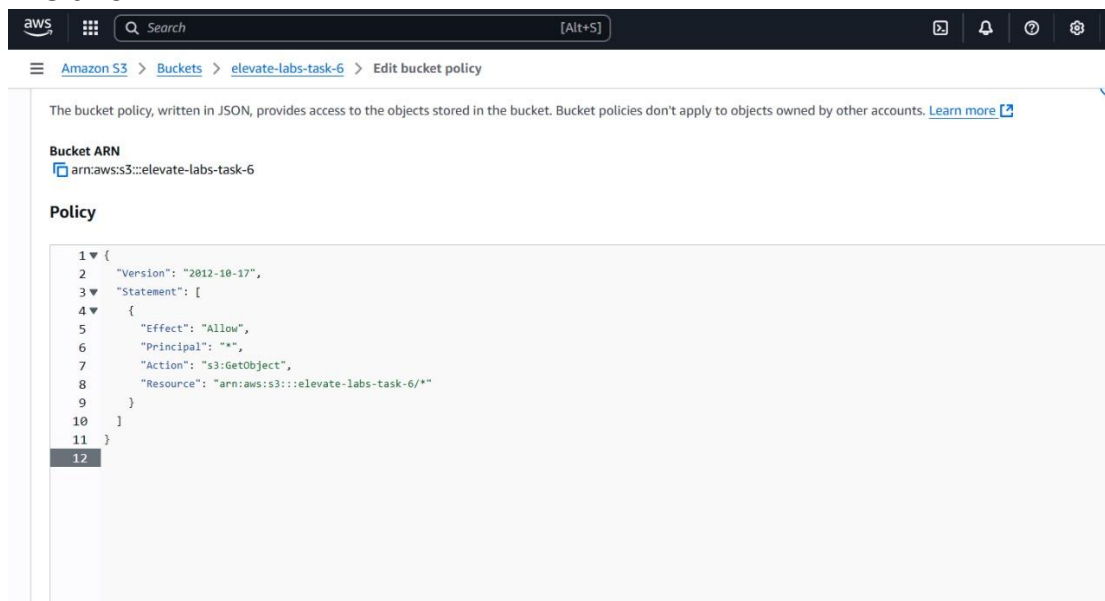 aws Search [Alt+S]
Amazon S3 > Buckets > elevate-labs-task-6 > Edit bucket policy
The bucket policy, written in JSON, provides access to the objects stored in the bucket. Bucket policies don't apply to objects owned by other accounts. Learn more
Bucket ARN
arn:aws:s3:::elevate-labs-task-6
Policy
1 {
2 "Version": "2012-10-17",
3 "Statement": [
4 {
5 "Effect": "Allow",
6 "Principal": "*",
7 "Action": "s3:GetObject",
8 "Resource": "arn:aws:s3:::elevate-labs-task-6/*"
9 }
10 ]
11 }
12